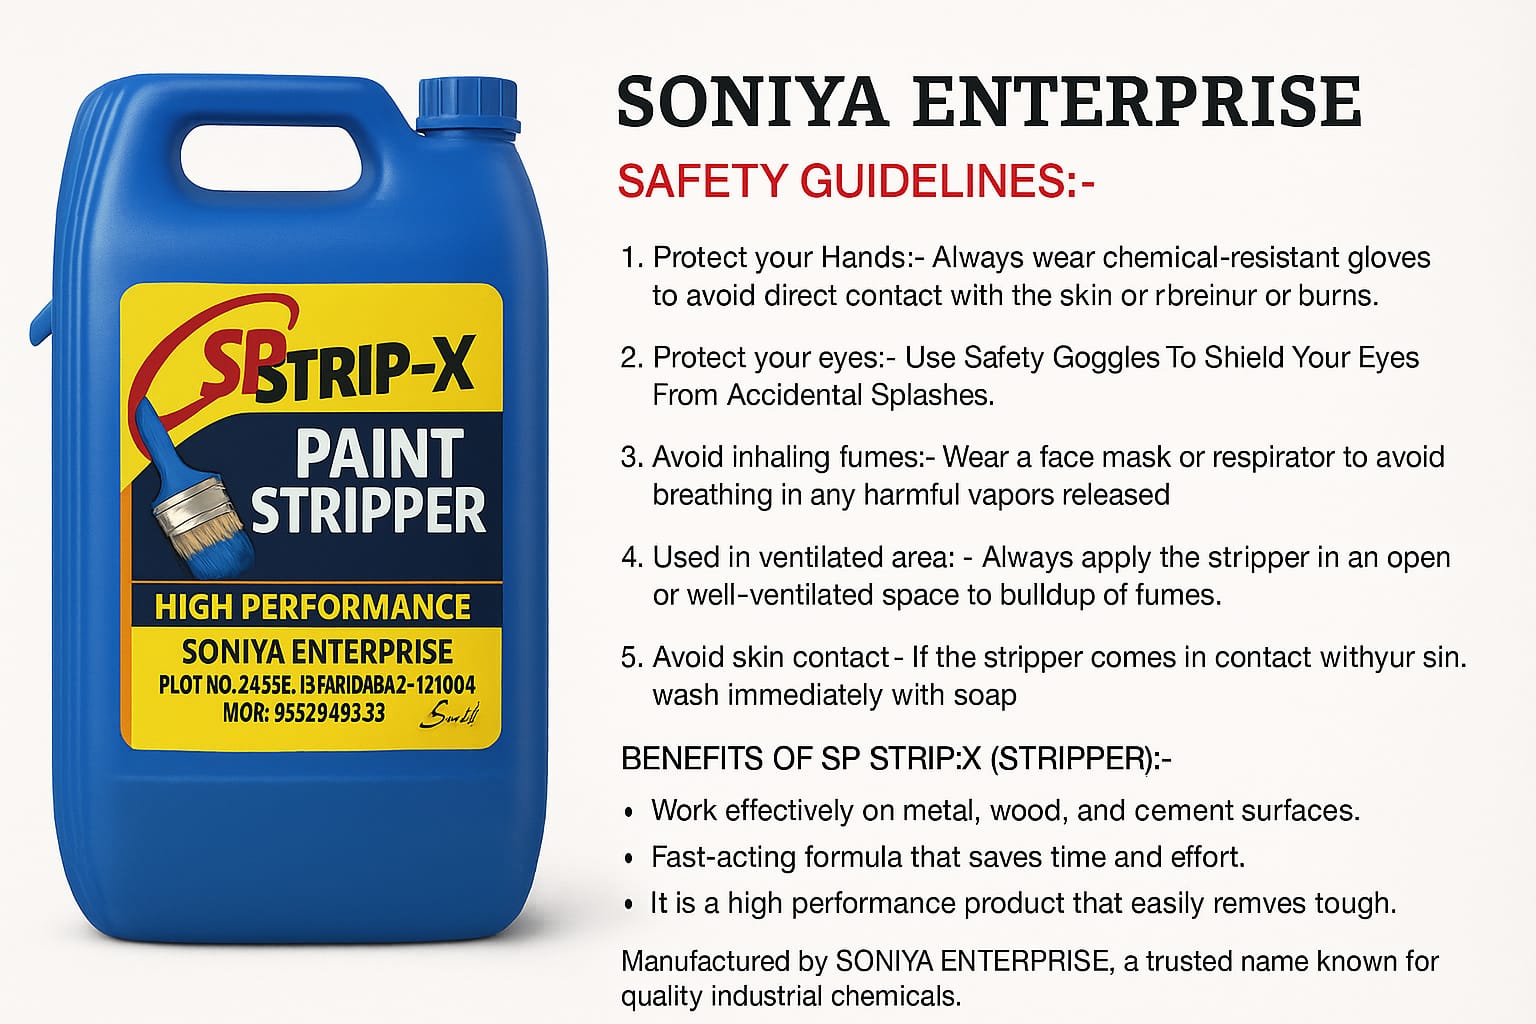 SP STRIP-X
PAINT
STRIPPER
HIGH PERFORMANCE
SONIYA ENTERPRISE
PLOT NO.2455E. I3 FARIDABA2-121004
MOR: 955294933
SONIYA ENTERPRISE
SAFETY GUIDELINES:-
1. Protect your Hands:- Always wear chemical-resistant gloves
to avoid direct contact with the skin or rbreinur or burns.
2. Protect your eyes:- Use Safety Goggles To Shield Your Eyes
From Accidental Splashes.
3. Avoid inhaling fumes:- Wear a face mask or respirator to avoid
breathing in any harmful vapors released
4. Used in ventilated area: - Always apply the stripper in an open
or well-ventilated space to buildup of fumes.
5. Avoid skin contact - If the stripper comes in contact withyur sin.
wash immediately with soap
BENEFITS OF SP STRIP:X (STRIPPER):-
• Work effectively on metal, wood, and cement surfaces.
• Fast-acting formula that saves time and effort.
• It is a high performance product that easily remves tough.
Manufactured by SONIYA ENTERPRISE, a trusted name known for
quality industrial chemicals.